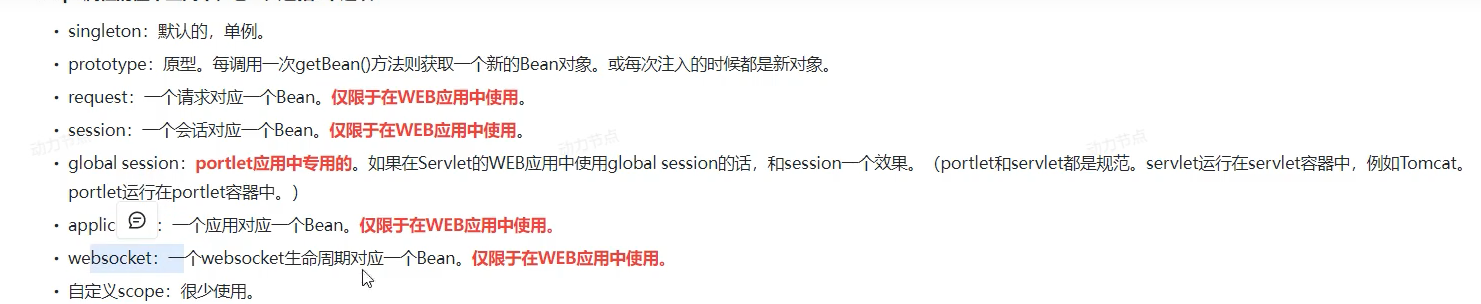 • singleton：默认的，单例。
• prototype：原型。每调用一次getBean()方法则获取一个新的Bean对象。或每次注入的时候都是新对象。
• request：一个请求对应一个Bean。仅限于在WEB应用中使用。
• session：一个会话对应一个Bean。仅限于在WEB应用中使用。
• global session：portlet应用中专用的。如果在Servlet的WEB应用中使用global session的话，和session一个效果。（portlet和servlet都是规范。servlet运行在servlet容器中，例如Tomcat。
portlet运行在portlet容器中。）
• applic ：一个应用对应一个Bean。仅限于在WEB应用中使用。
• websocket：一个websocket生命周期对应一个Bean。仅限于在WEB应用中使用。
• 自定义scope：很少使用。
动力节点
动力节点
动力节点